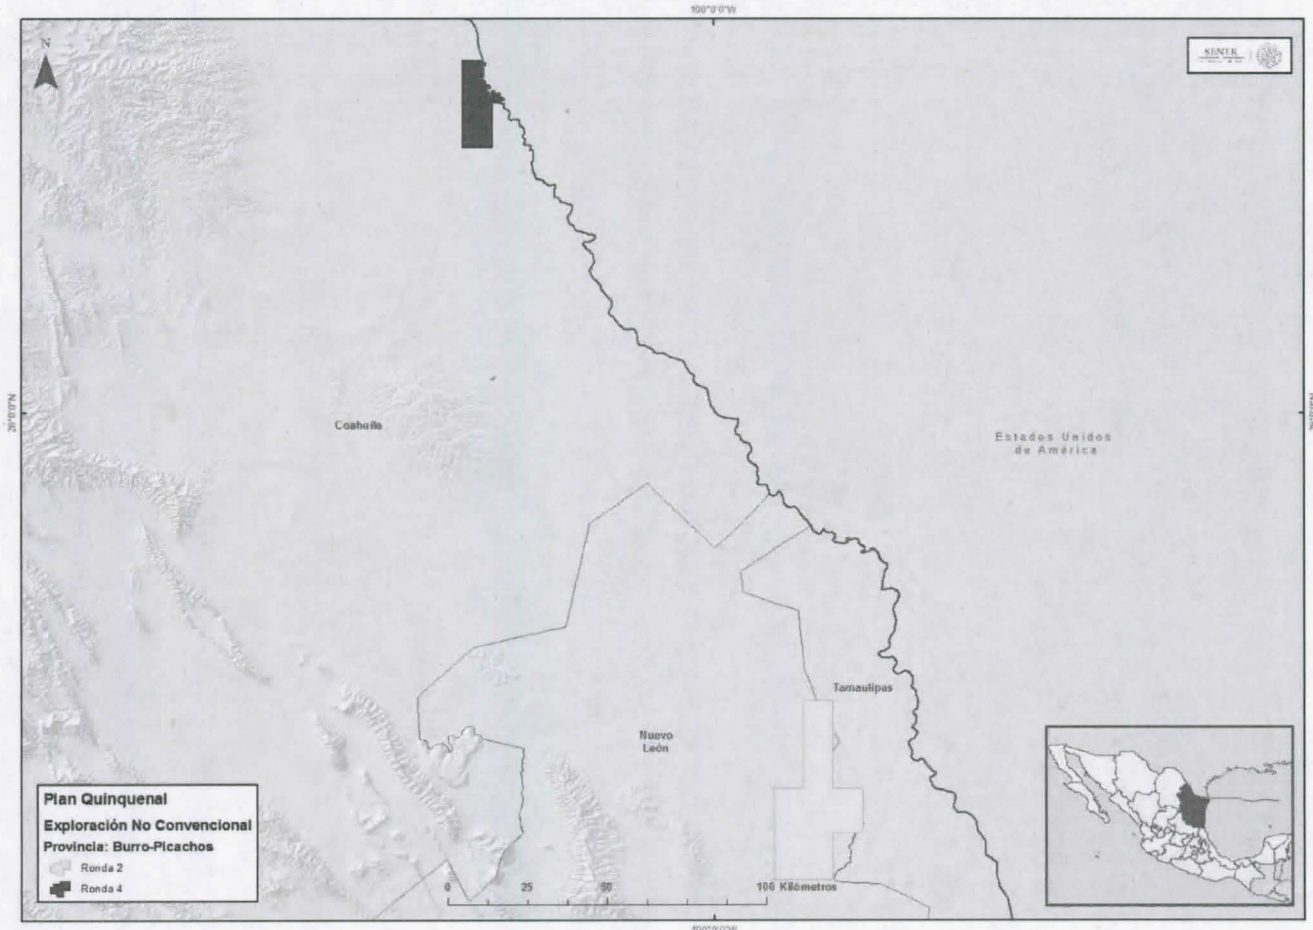 100°0'0"W
N
SENER
Coahuila
Estados Unidos
de América
Tamaulipas
Nuevo
León
Plan Quinquenal
Exploración No Convencional
Provincia: Burro-Picachos
Ronda 2
Ronda 4
0 25 50 100 Kilómetros